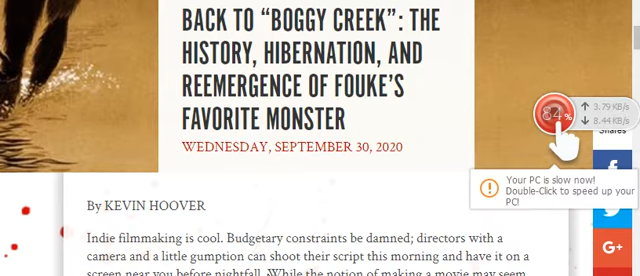 BACK TO “BOGGY CREEK”: THE
HISTORY, HIBERNATION, AND
REEMERGENCE OF FOUKE’S
FAVORITE MONSTER
WEDNESDAY, SEPTEMBER 30, 2020
84%
3.79 KB/s
8.44 KB/s
Shares
Your PC is slow now!
Double-Click to speed up your
PC!
G+
By KEVIN HOOVER
Indie filmmaking is cool. Budgetary constraints be damned; directors with a
camera and a little gumption can shoot their script this morning and have it on a
screen near you before nightfall. While the notion of making a movie may seem